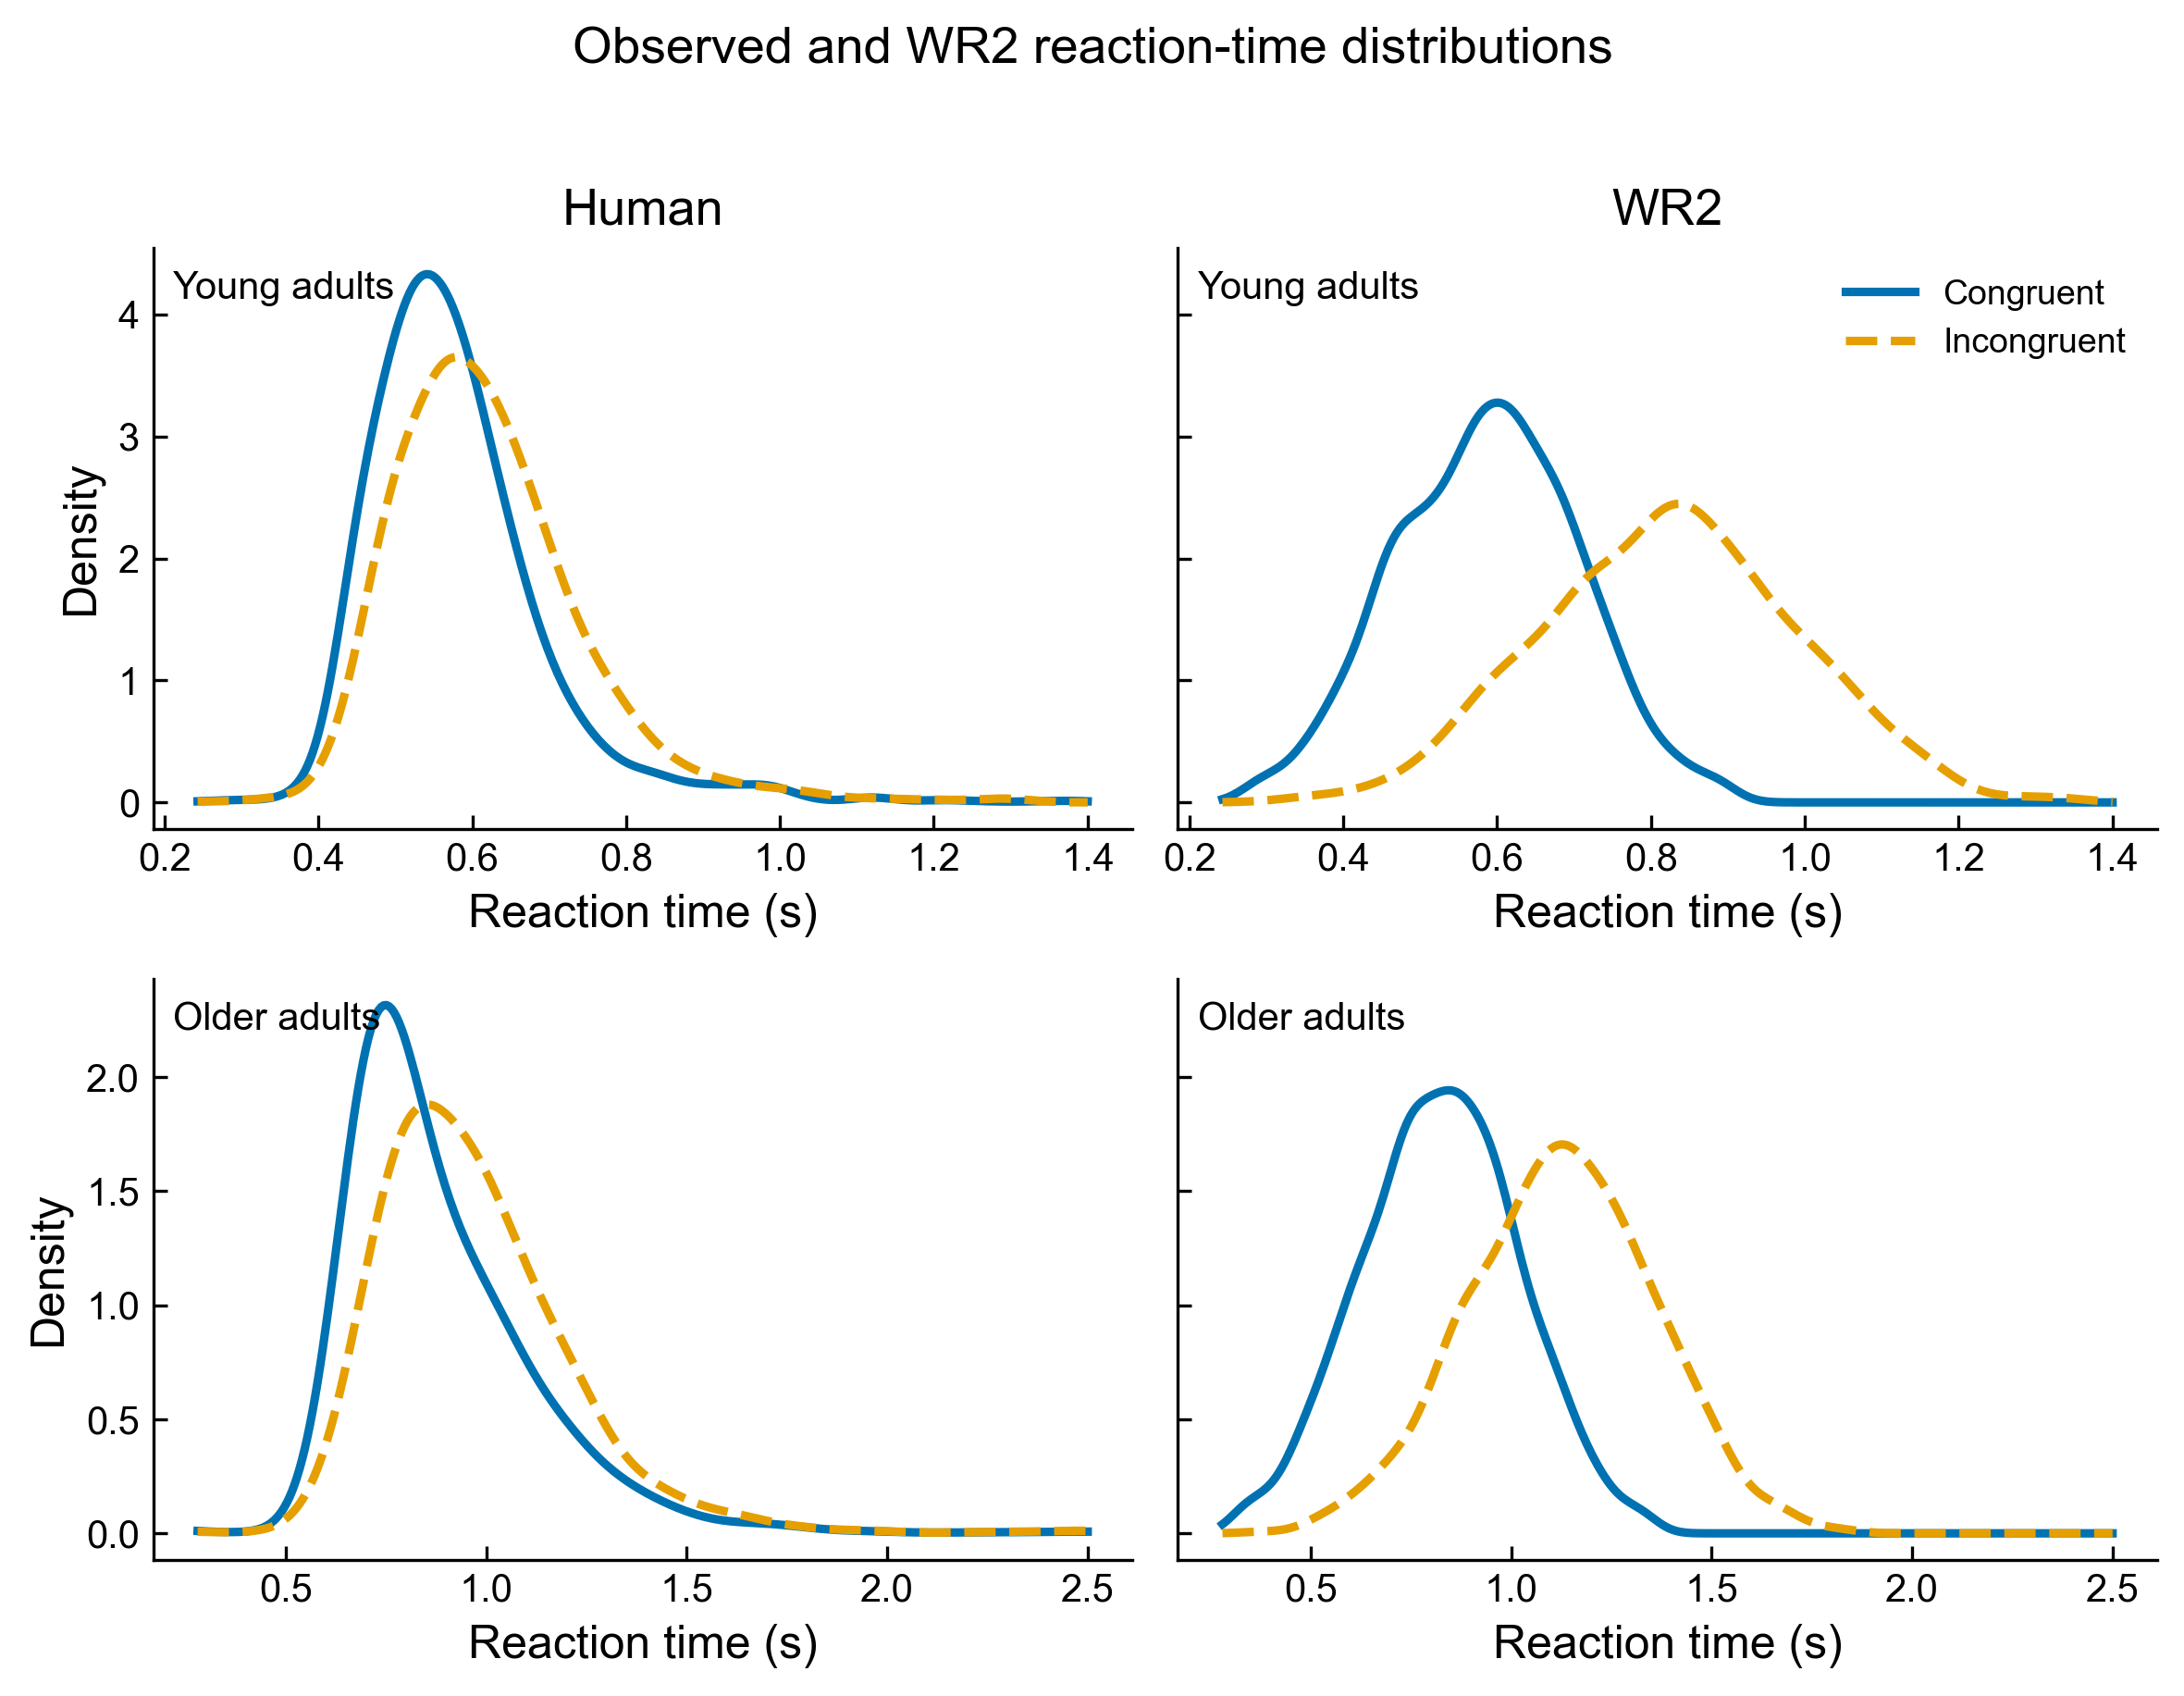 Observed and WR2 reaction-time distributions
Human
WR2
Young adults
4
3
2
1
0
Density
0.2 0.4 0.6 0.8 1.0 1.2 1.4
Reaction time (s)
Young adults
Congruent
Incongruent
0.2 0.4 0.6 0.8 1.0 1.2 1.4
Reaction time (s)
Older adults
2.0
1.5
1.0
0.5
0.0
Density
0.5 1.0 1.5 2.0 2.5
Reaction time (s)
Older adults
0.5 1.0 1.5 2.0 2.5
Reaction time (s)